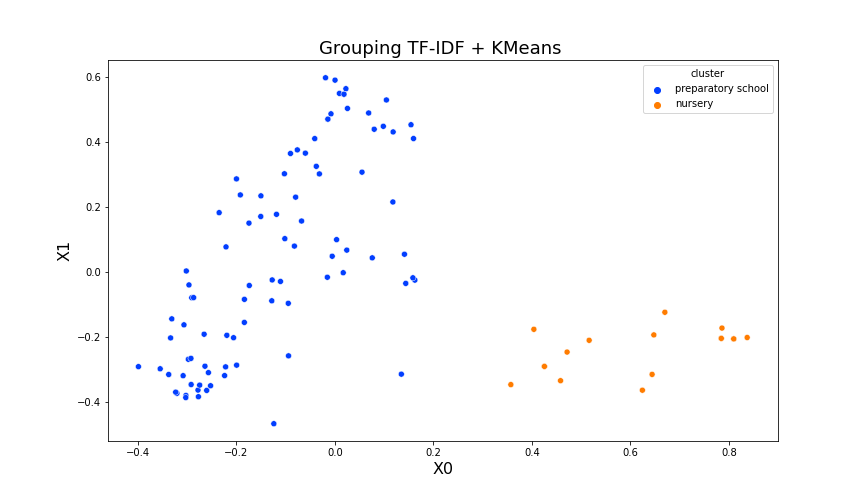 Grouping TF-IDF + KMeans
cluster
preparatory school
nursery
X1
0.6
0.4
0.2
0.0
−0.2
−0.4
−0.4
−0.2
0.0
0.2
0.4
0.6
0.8
X0